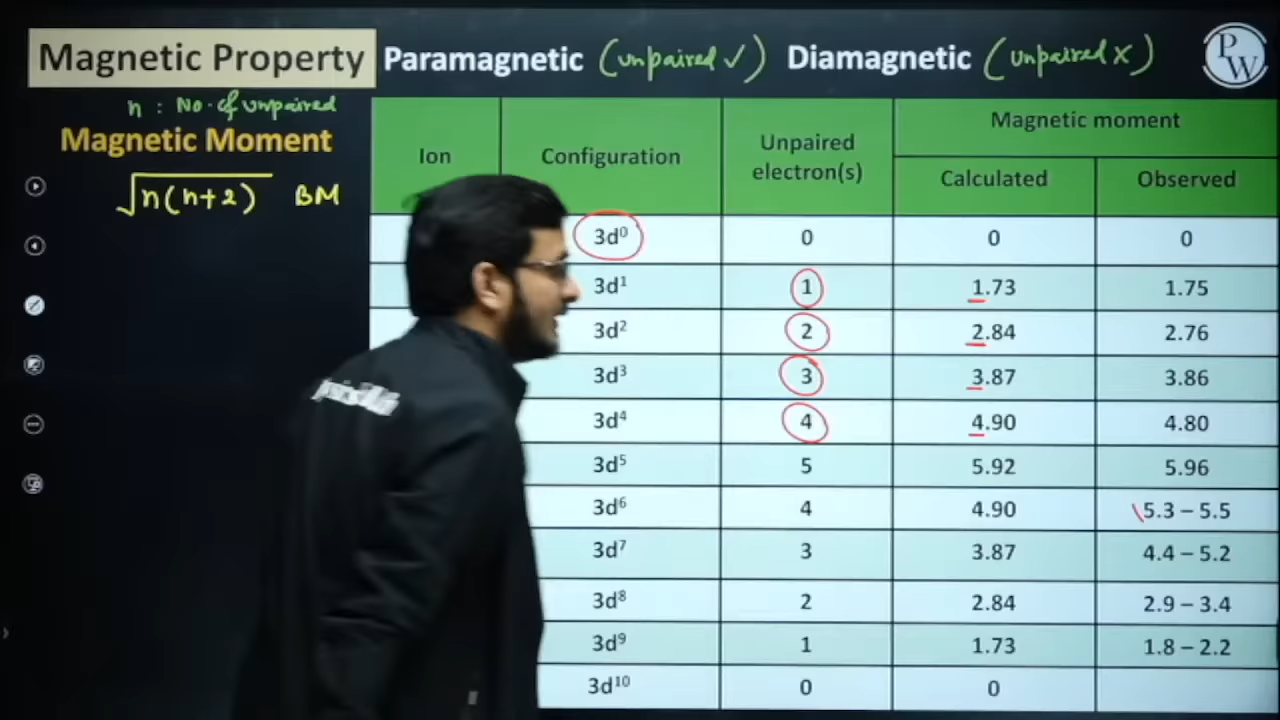 Magnetic Property
Paramagnetic (unpaired ✓) Diamagnetic (unpaired X)
PW
n : No. of unpaired
Magnetic Moment
√n(n+2) BM
Ion Configuration Unpaired electron(s) Magnetic moment
Calculated Observed
3d⁰ 0 0 0
3d¹ 1 1.73 1.75
3d² 2 2.84 2.76
3d³ 3 3.87 3.86
3d⁴ 4 4.90 4.80
3d⁵ 5 5.92 5.96
3d⁶ 4 4.90 5.3 – 5.5
3d⁷ 3 3.87 4.4 – 5.2
3d⁸ 2 2.84 2.9 – 3.4
3d⁹ 1 1.73 1.8 – 2.2
3d¹⁰ 0 0